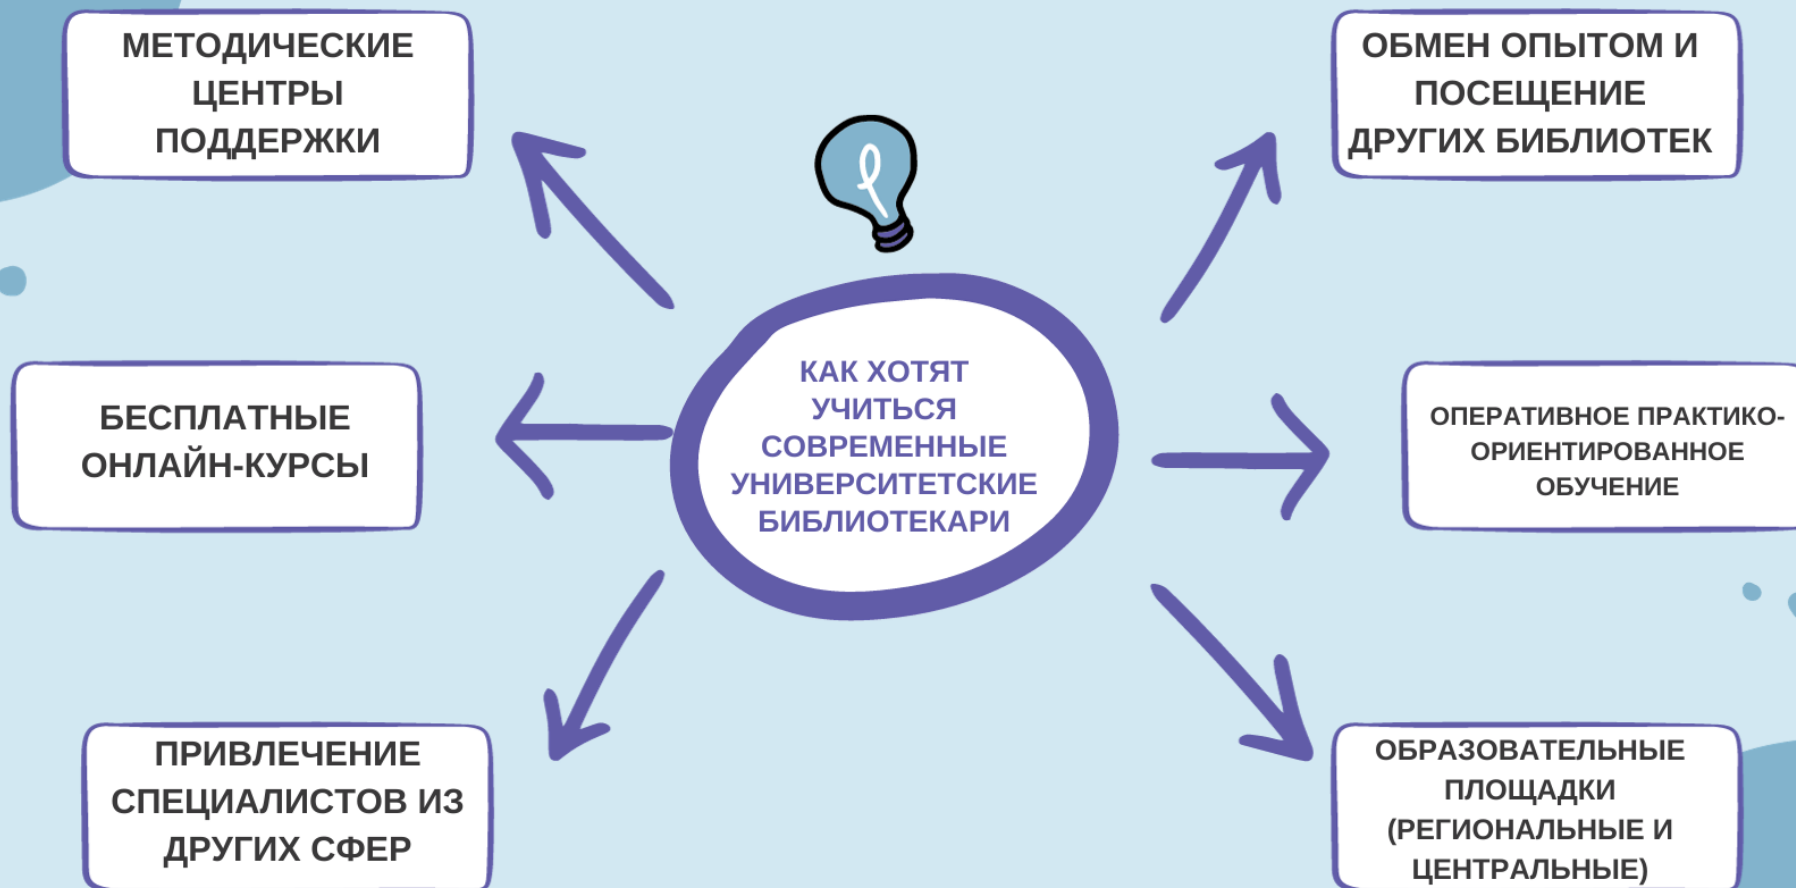 МЕТОДИЧЕСКИЕ
ЦЕНТРЫ
ПОДДЕРЖКИ
ОБМЕН ОПЫТОМ И
ПОСЕЩЕНИЕ
ДРУГИХ БИБЛИОТЕК
КАК ХОТЯТ
УЧИТЬСЯ
СОВРЕМЕННЫЕ
УНИВЕРСИТЕТСКИЕ
БИБЛИОТЕКАРИ
БЕСПЛАТНЫЕ
ОНЛАЙН-КУРСЫ
ОПЕРАТИВНОЕ ПРАКТИКО-
ОРИЕНТИРОВАННОЕ
ОБУЧЕНИЕ
ПРИВЛЕЧЕНИЕ
СПЕЦИАЛИСТОВ ИЗ
ДРУГИХ СФЕР
ОБРАЗОВАТЕЛЬНЫЕ
ПЛОЩАДКИ
(РЕГИОНАЛЬНЫЕ И
ЦЕНТРАЛЬНЫЕ)